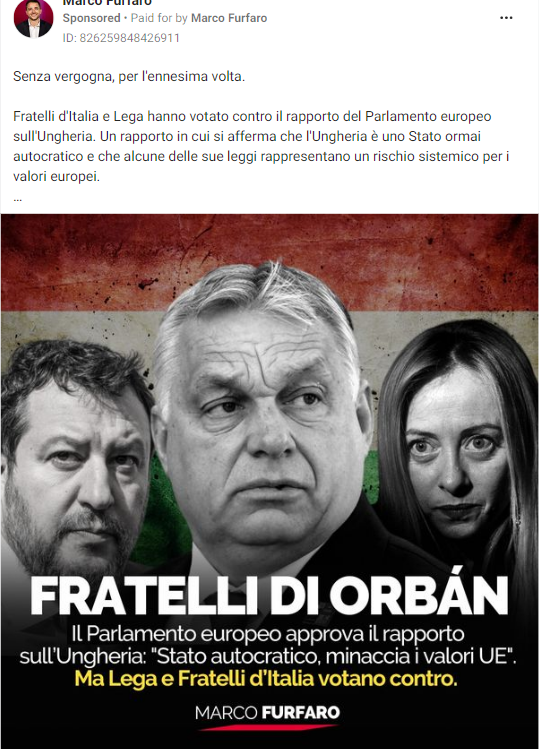 Marco Furfaro
Sponsored • Paid for by Marco Furfaro
ID: 826259848426911
Senza vergogna, per l'ennesima volta.
Fratelli d'Italia e Lega hanno votato contro il rapporto del Parlamento europeo
sull'Ungheria. Un rapporto in cui si afferma che l'Ungheria è uno Stato ormai
autocratico e che alcune delle sue leggi rappresentano un rischio sistemico per i
valori europei.
...
FRATELLI DI ORBÁN
Il Parlamento europeo approva il rapporto
sull'Ungheria: "Stato autocratico, minaccia i valori UE".
Ma Lega e Fratelli d'Italia votano contro.
MARCO FURFARO